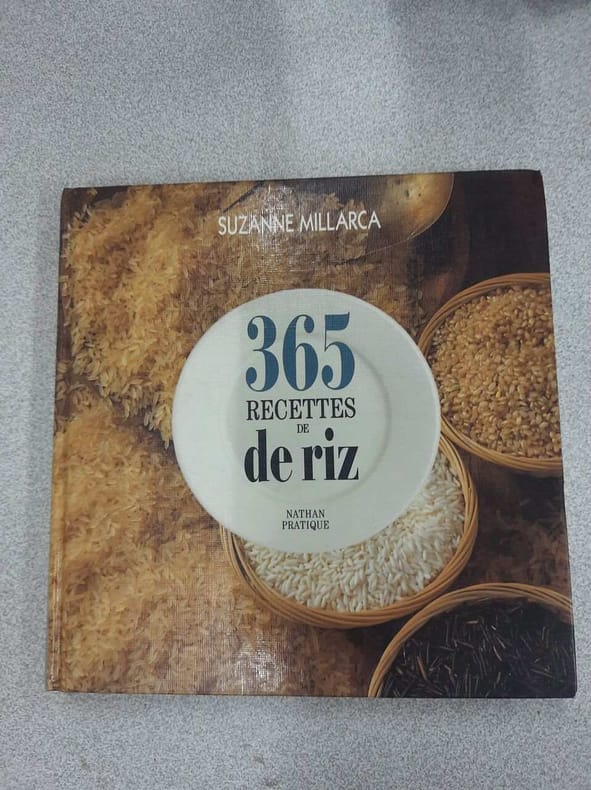 SUZANNE MILLARCA
365
RECETTES
DE
de riz
NATHAN
PRATIQUE